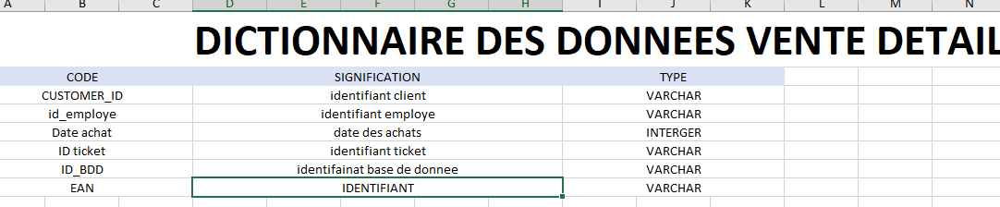 A B C D E F G H I J K L M N
DICTIONNAIRE DES DONNEES VENTE DETAIL
CODE SIGNIFICATION TYPE
CUSTOMER_ID identifiant client VARCHAR
id_employe identifiant employe VARCHAR
Date achat date des achats INTERGER
ID ticket identifiant ticket VARCHAR
ID_BDD identifainat base de donnee VARCHAR
EAN IDENTIFIANT VARCHAR